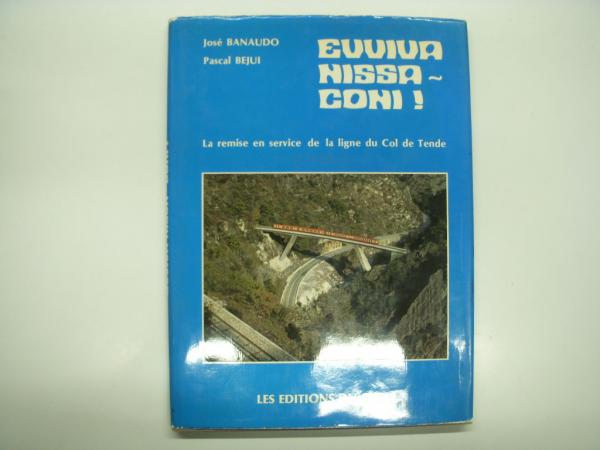 José BANAUDO
Pascal BEJUI
EVVIVA
NISSA~
CONI !
La remise en service de la ligne du Col de Tende
LES EDITIONS